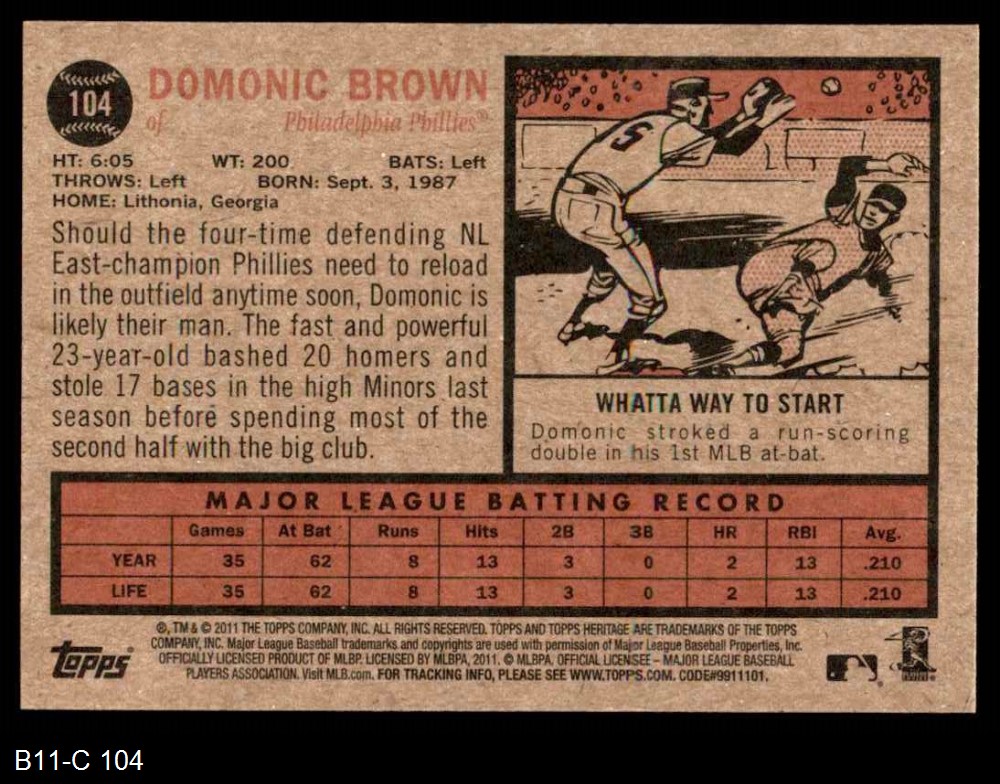 104
DOMONIC BROWN
of Philadelphia Phillies®
HT: 6:05 WT: 200 BATS: Left
THROWS: Left BORN: Sept. 3, 1987
HOME: Lithonia, Georgia
Should the four-time defending NL
East-champion Phillies need to reload
in the outfield anytime soon, Domonic is
likely their man. The fast and powerful
23-year-old bashed 20 homers and
stole 17 bases in the high Minors last
season before spending most of the
second half with the big club.
5
WHATTA WAY TO START
Domonic stroked a run-scoring
double in his 1st MLB at-bat.
MAJOR LEAGUE BATTING RECORD
Games At Bat Runs Hits 2B 3B HR RBI Avg.
YEAR 35 62 8 13 3 0 2 13 .210
LIFE 35 62 8 13 3 0 2 13 .210
®, TM & © 2011 THE TOPPS COMPANY, INC. ALL RIGHTS RESERVED. TOPPS AND TOPPS HERITAGE ARE TRADEMARKS OF THE TOPPS
COMPANY, INC. Major League Baseball trademarks and copyrights are used with permission of Major League Baseball Properties, Inc.
OFFICIALLY LICENSED PRODUCT OF MLBP. LICENSED BY MLBPA, 2011. © MLBPA. OFFICIAL LICENSEE – MAJOR LEAGUE BASEBALL
PLAYERS ASSOCIATION. Visit MLB.com. FOR TRACKING INFO, PLEASE SEE WWW.TOPPS.COM. CODE#9911101.
topps
B11-C 104